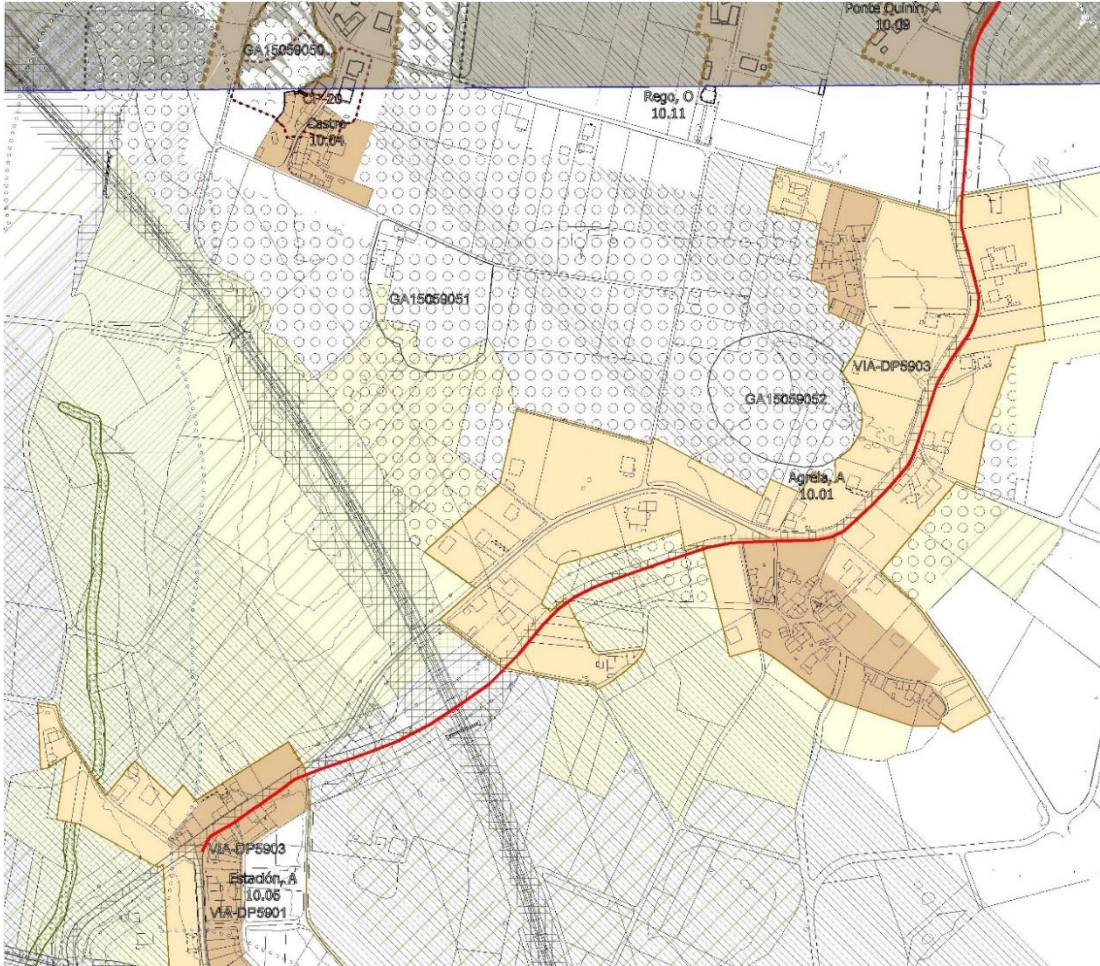 Ponte Quinín, A
10.09
GA15059050
CP-20
Rego, O
10.11
Castro
10.04
GA15059051
VIA-DP5903
GA15059052
Agrela, A
10.01
VIA-DP5903
Estación, A
10.06
VIA-DP5901